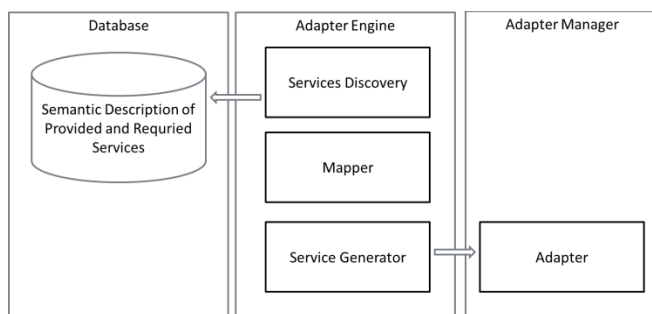 Database
Adapter Engine
Adapter Manager
Semantic Description of
Provided and Requried
Services
Services Discovery
Mapper
Service Generator
Adapter